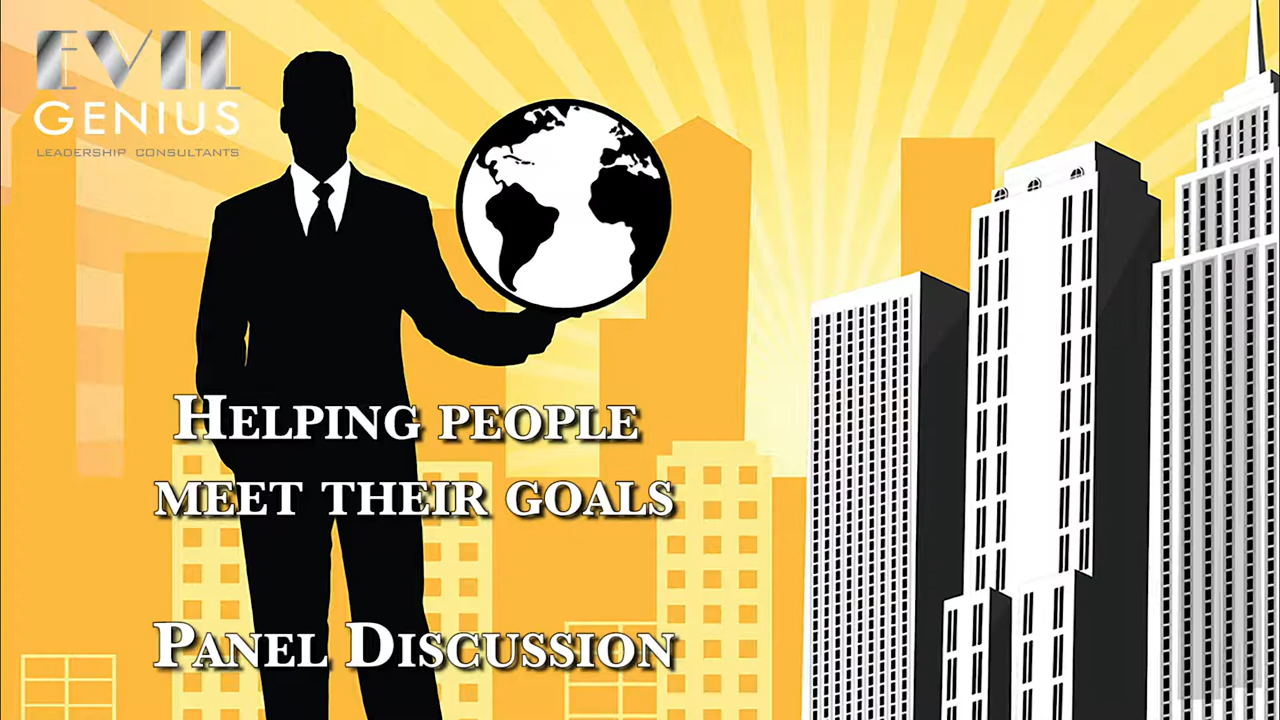 EVIL
GENIUS
LEADERSHIP CONSULTANTS
HELPING PEOPLE
MEET THEIR GOALS
PANEL DISCUSSION